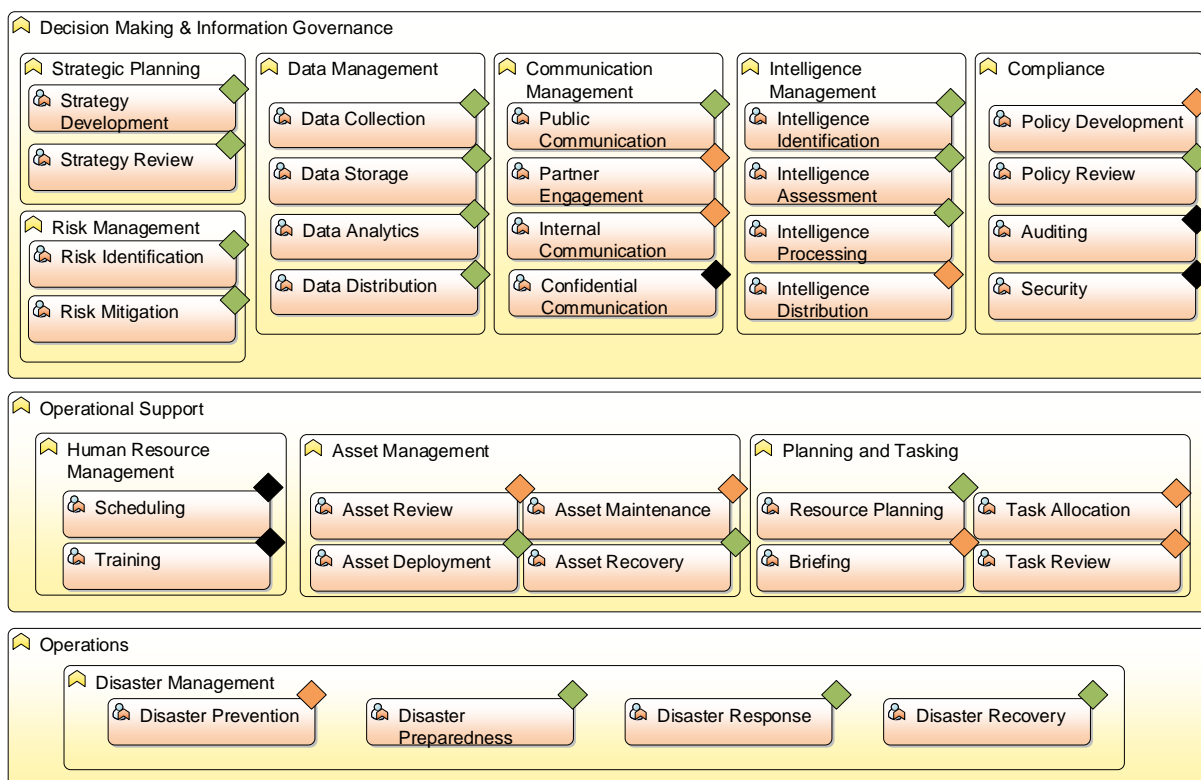 Decision Making & Information Governance
Strategic Planning
Strategy
Development
Strategy Review
Risk Management
Risk Identification
Risk Mitigation
Data Management
Data Collection
Data Storage
Data Analytics
Data Distribution
Communication
Management
Public
Communication
Partner
Engagement
Internal
Communication
Confidential
Communication
Intelligence
Management
Intelligence
Identification
Intelligence
Assessment
Intelligence
Processing
Intelligence
Distribution
Compliance
Policy Development
Policy Review
Auditing
Security
Operational Support
Human Resource
Management
Scheduling
Training
Asset Management
Asset Review
Asset Maintenance
Asset Deployment
Asset Recovery
Planning and Tasking
Resource Planning
Task Allocation
Briefing
Task Review
Operations
Disaster Management
Disaster Prevention
Disaster
Preparedness
Disaster Response
Disaster Recovery